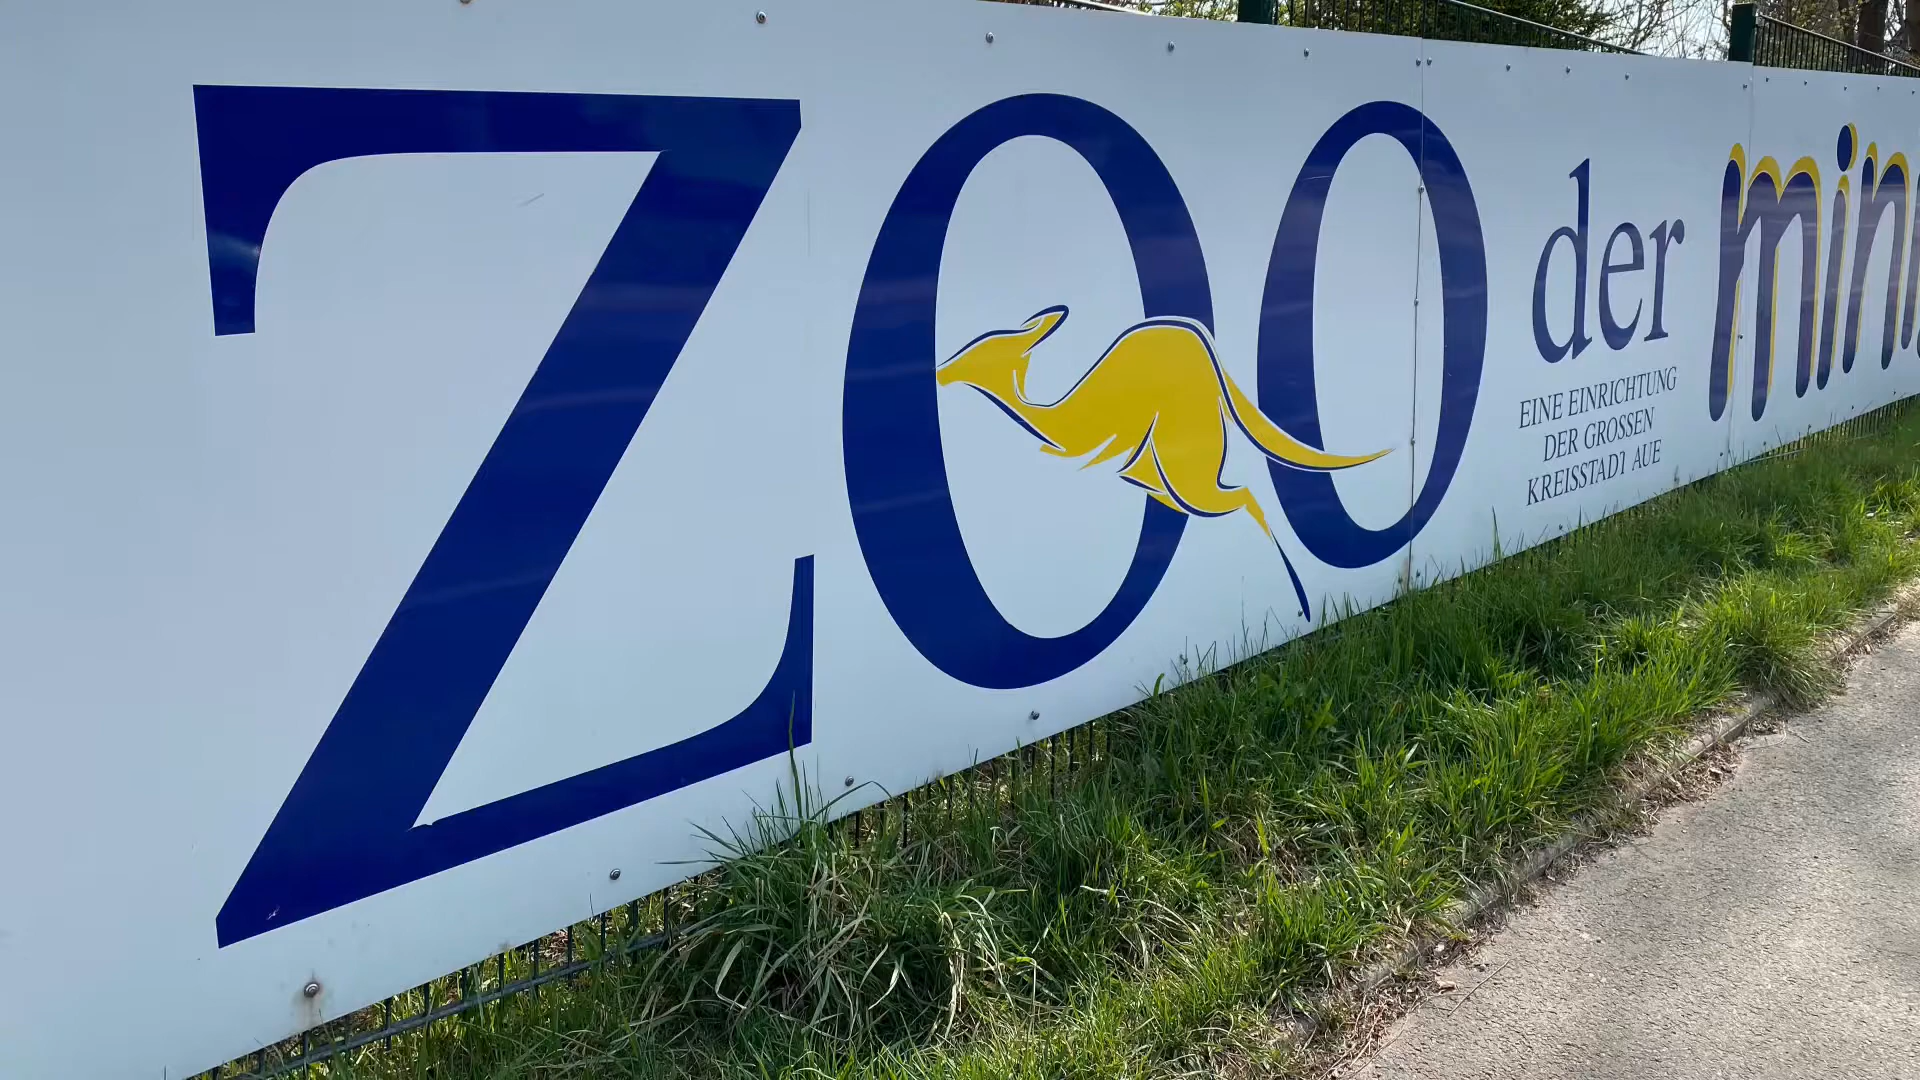 ZOO der mini
EINE EINRICHTUNG
DER GROSSEN
KREISSTADT AUE